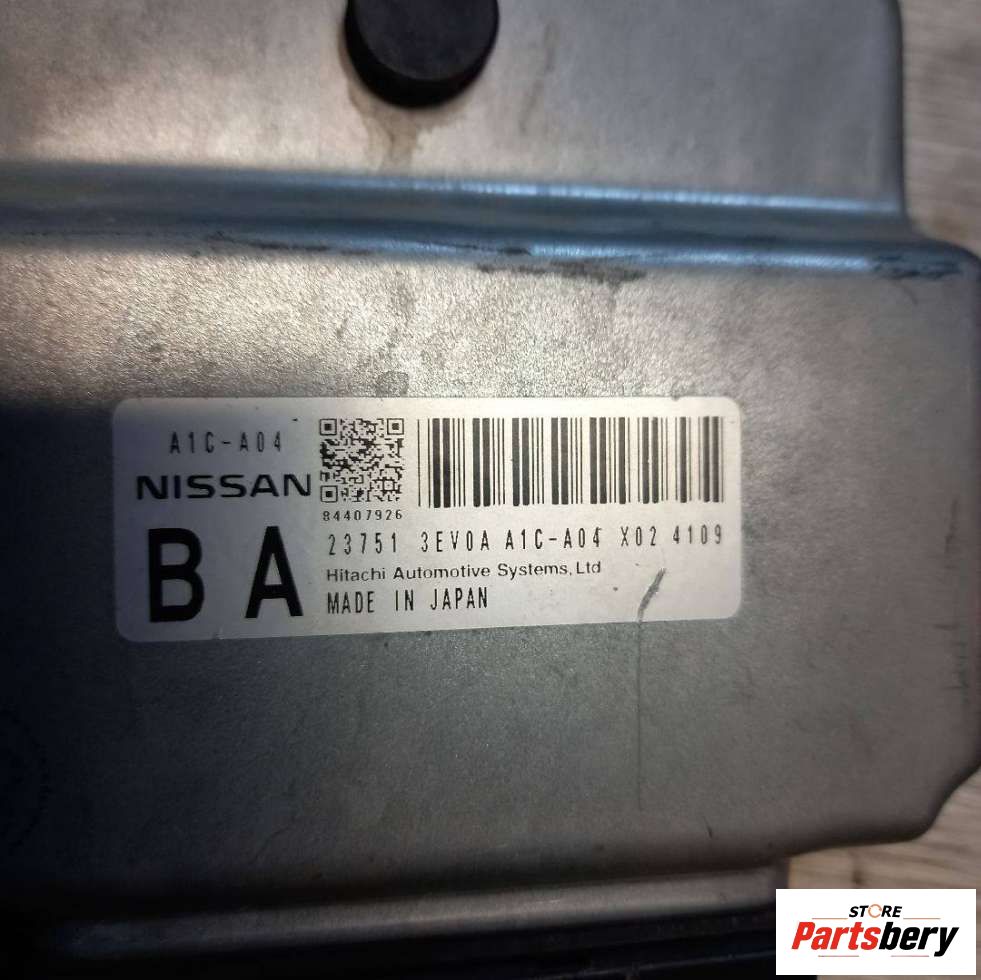 A1C-A04
NISSAN
84407926
BA
23751 3EV0A A1C-A04 X02 4109
Hitachi Automotive Systems, Ltd
MADE IN JAPAN
STORE
Partsbery